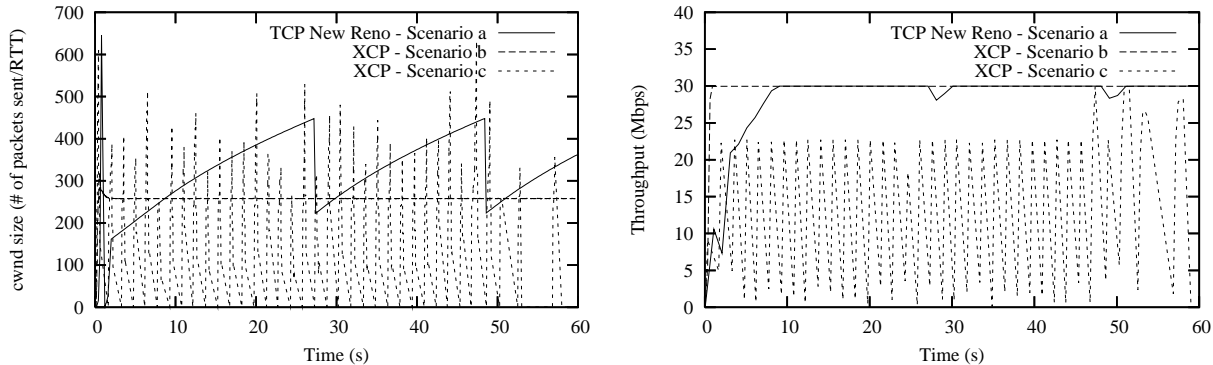 cwnd size (# of packets sent/RTT)
700
600
500
400
300
200
100
0
TCP New Reno - Scenario a
XCP - Scenario b
XCP - Scenario c
0 10 20 30 40 50 60
Time (s)
Throughput (Mbps)
40
35
30
25
20
15
10
5
0
TCP New Reno - Scenario a
XCP - Scenario b
XCP - Scenario c
0 10 20 30 40 50 60
Time (s)